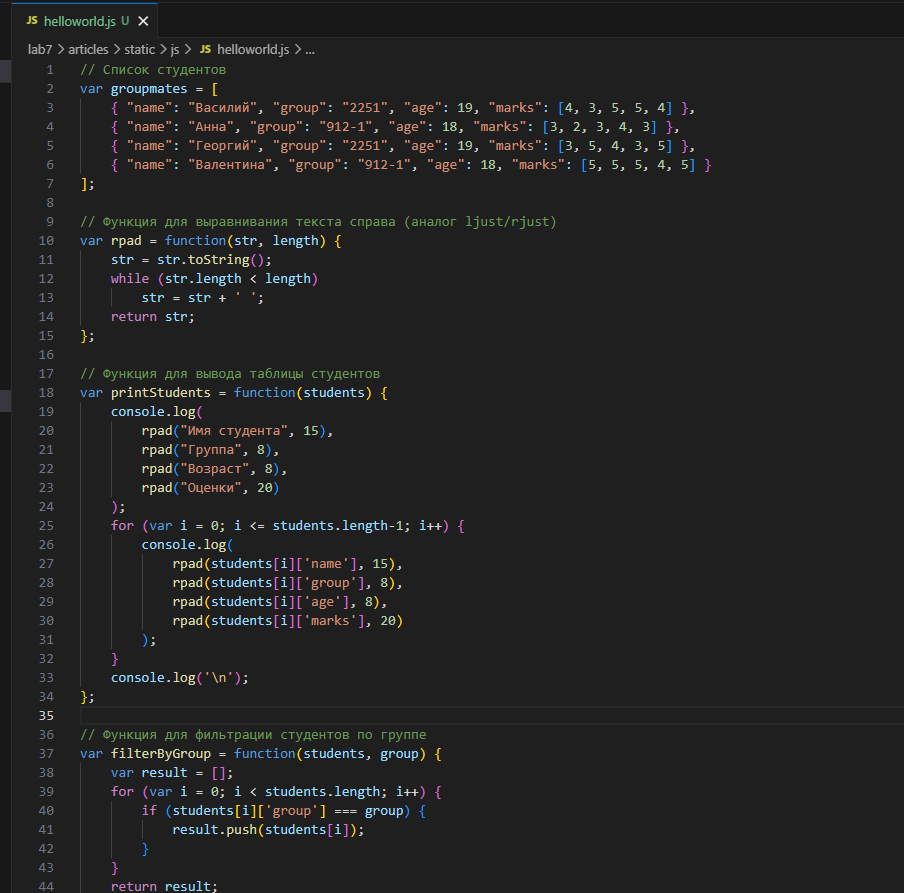 JS helloworld.js U ×
lab7 > articles > static > js > JS helloworld.js > ...
1 // Список студентов
2 var groupmates = [
3     { "name": "Василий", "group": "2251", "age": 19, "marks": [4, 3, 5, 5, 4] },
4     { "name": "Анна", "group": "912-1", "age": 18, "marks": [3, 2, 3, 4, 3] },
5     { "name": "Георгий", "group": "2251", "age": 19, "marks": [3, 5, 4, 3, 5] },
6     { "name": "Валентина", "group": "912-1", "age": 18, "marks": [5, 5, 5, 4, 5] }
7 ];
8
9 // Функция для выравнивания текста справа (аналог ljust/rjust)
10 var rpad = function(str, length) {
11     str = str.toString();
12     while (str.length < length)
13         str = str + ' ';
14     return str;
15 };
16
17 // Функция для вывода таблицы студентов
18 var printStudents = function(students) {
19     console.log(
20         rpad("Имя студента", 15),
21         rpad("Группа", 8),
22         rpad("Возраст", 8),
23         rpad("Оценки", 20)
24     );
25     for (var i = 0; i <= students.length-1; i++) {
26         console.log(
27             rpad(students[i]['name'], 15),
28             rpad(students[i]['group'], 8),
29             rpad(students[i]['age'], 8),
30             rpad(students[i]['marks'], 20)
31         );
32     }
33     console.log('\n');
34 };
35
36 // Функция для фильтрации студентов по группе
37 var filterByGroup = function(students, group) {
38     var result = [];
39     for (var i = 0; i < students.length; i++) {
40         if (students[i]['group'] === group) {
41             result.push(students[i]);
42         }
43     }
44     return result;